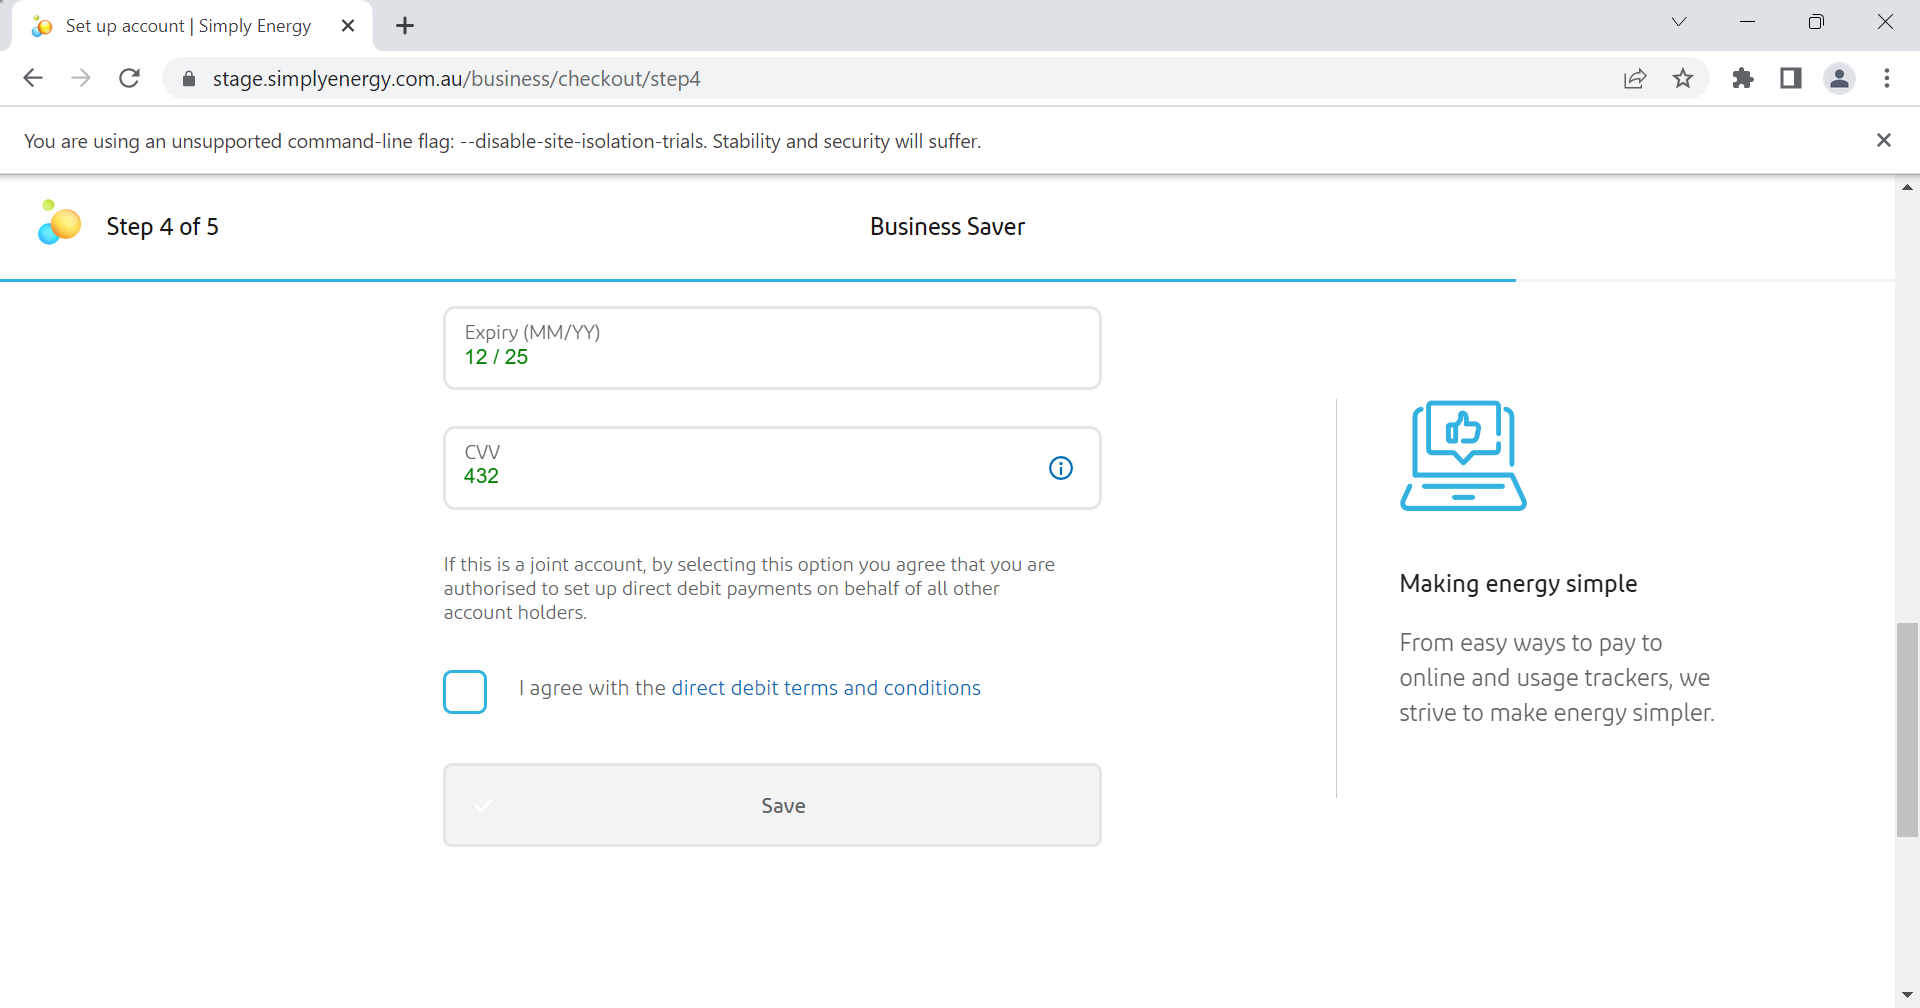 Set up account | Simply Energy
stage.simplyenergy.com.au/business/checkout/step4
You are using an unsupported command-line flag: --disable-site-isolation-trials. Stability and security will suffer.
Step 4 of 5
Business Saver
Expiry (MM/YY)
12 / 25
CVV
432
If this is a joint account, by selecting this option you agree that you are
authorised to set up direct debit payments on behalf of all other
account holders.
I agree with the direct debit terms and conditions
Save
Making energy simple
From easy ways to pay to
online and usage trackers, we
strive to make energy simpler.